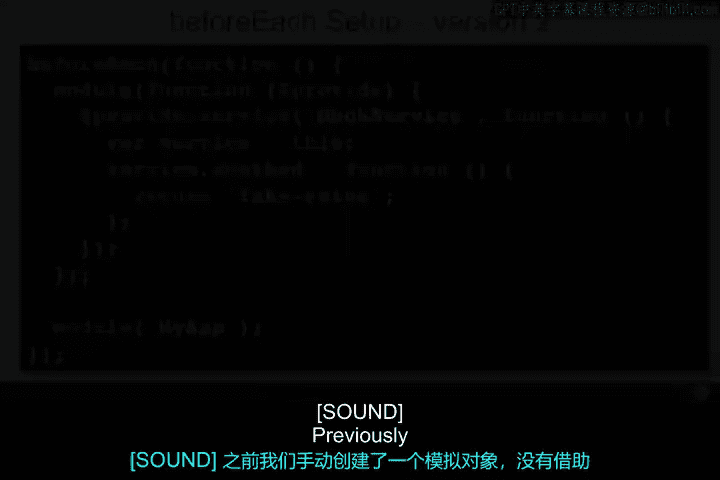 beforeEach Setup - version 2
beforeEach(function () {
module(function ($provide) {
$provide.service('MockService', function () {
var service = this;
service.method = function () {
return 'fake-value';
};
});
});
module('MyApp');
});
[SOUND]
Previously
[SOUND] 之前我们手动创建了一个模拟对象，没有借助